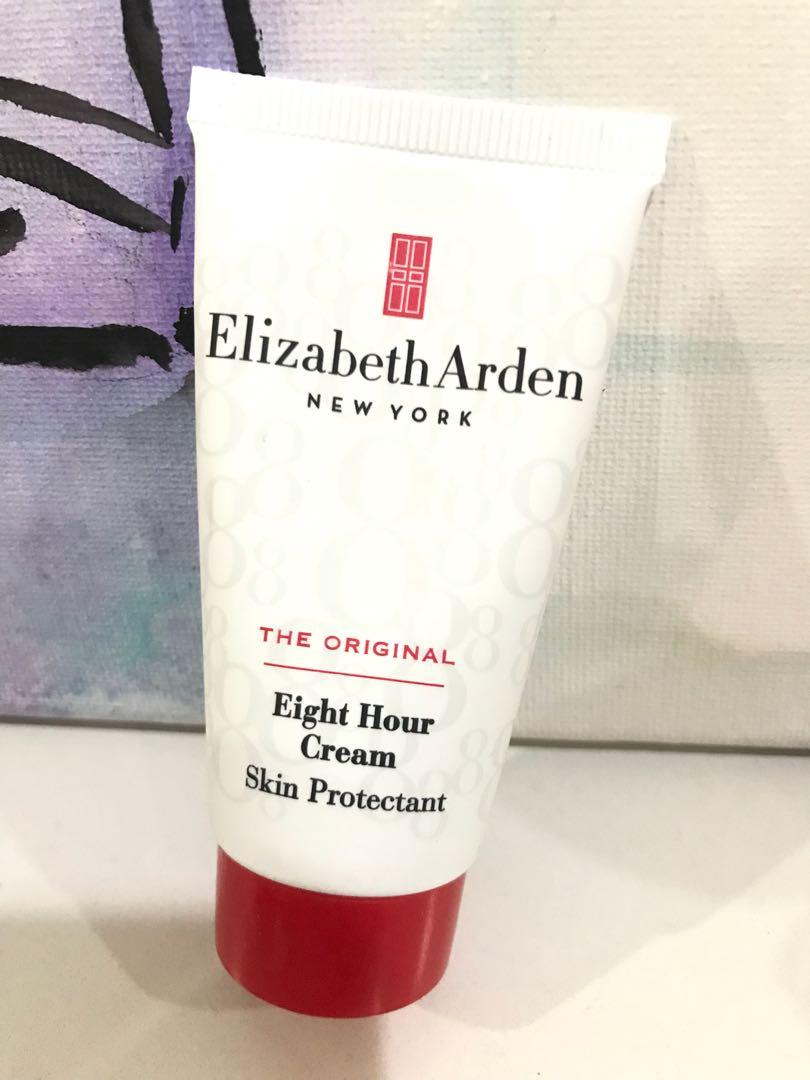 Elizabeth Arden
NEW YORK
THE ORIGINAL
Eight Hour
Cream
Skin Protectant